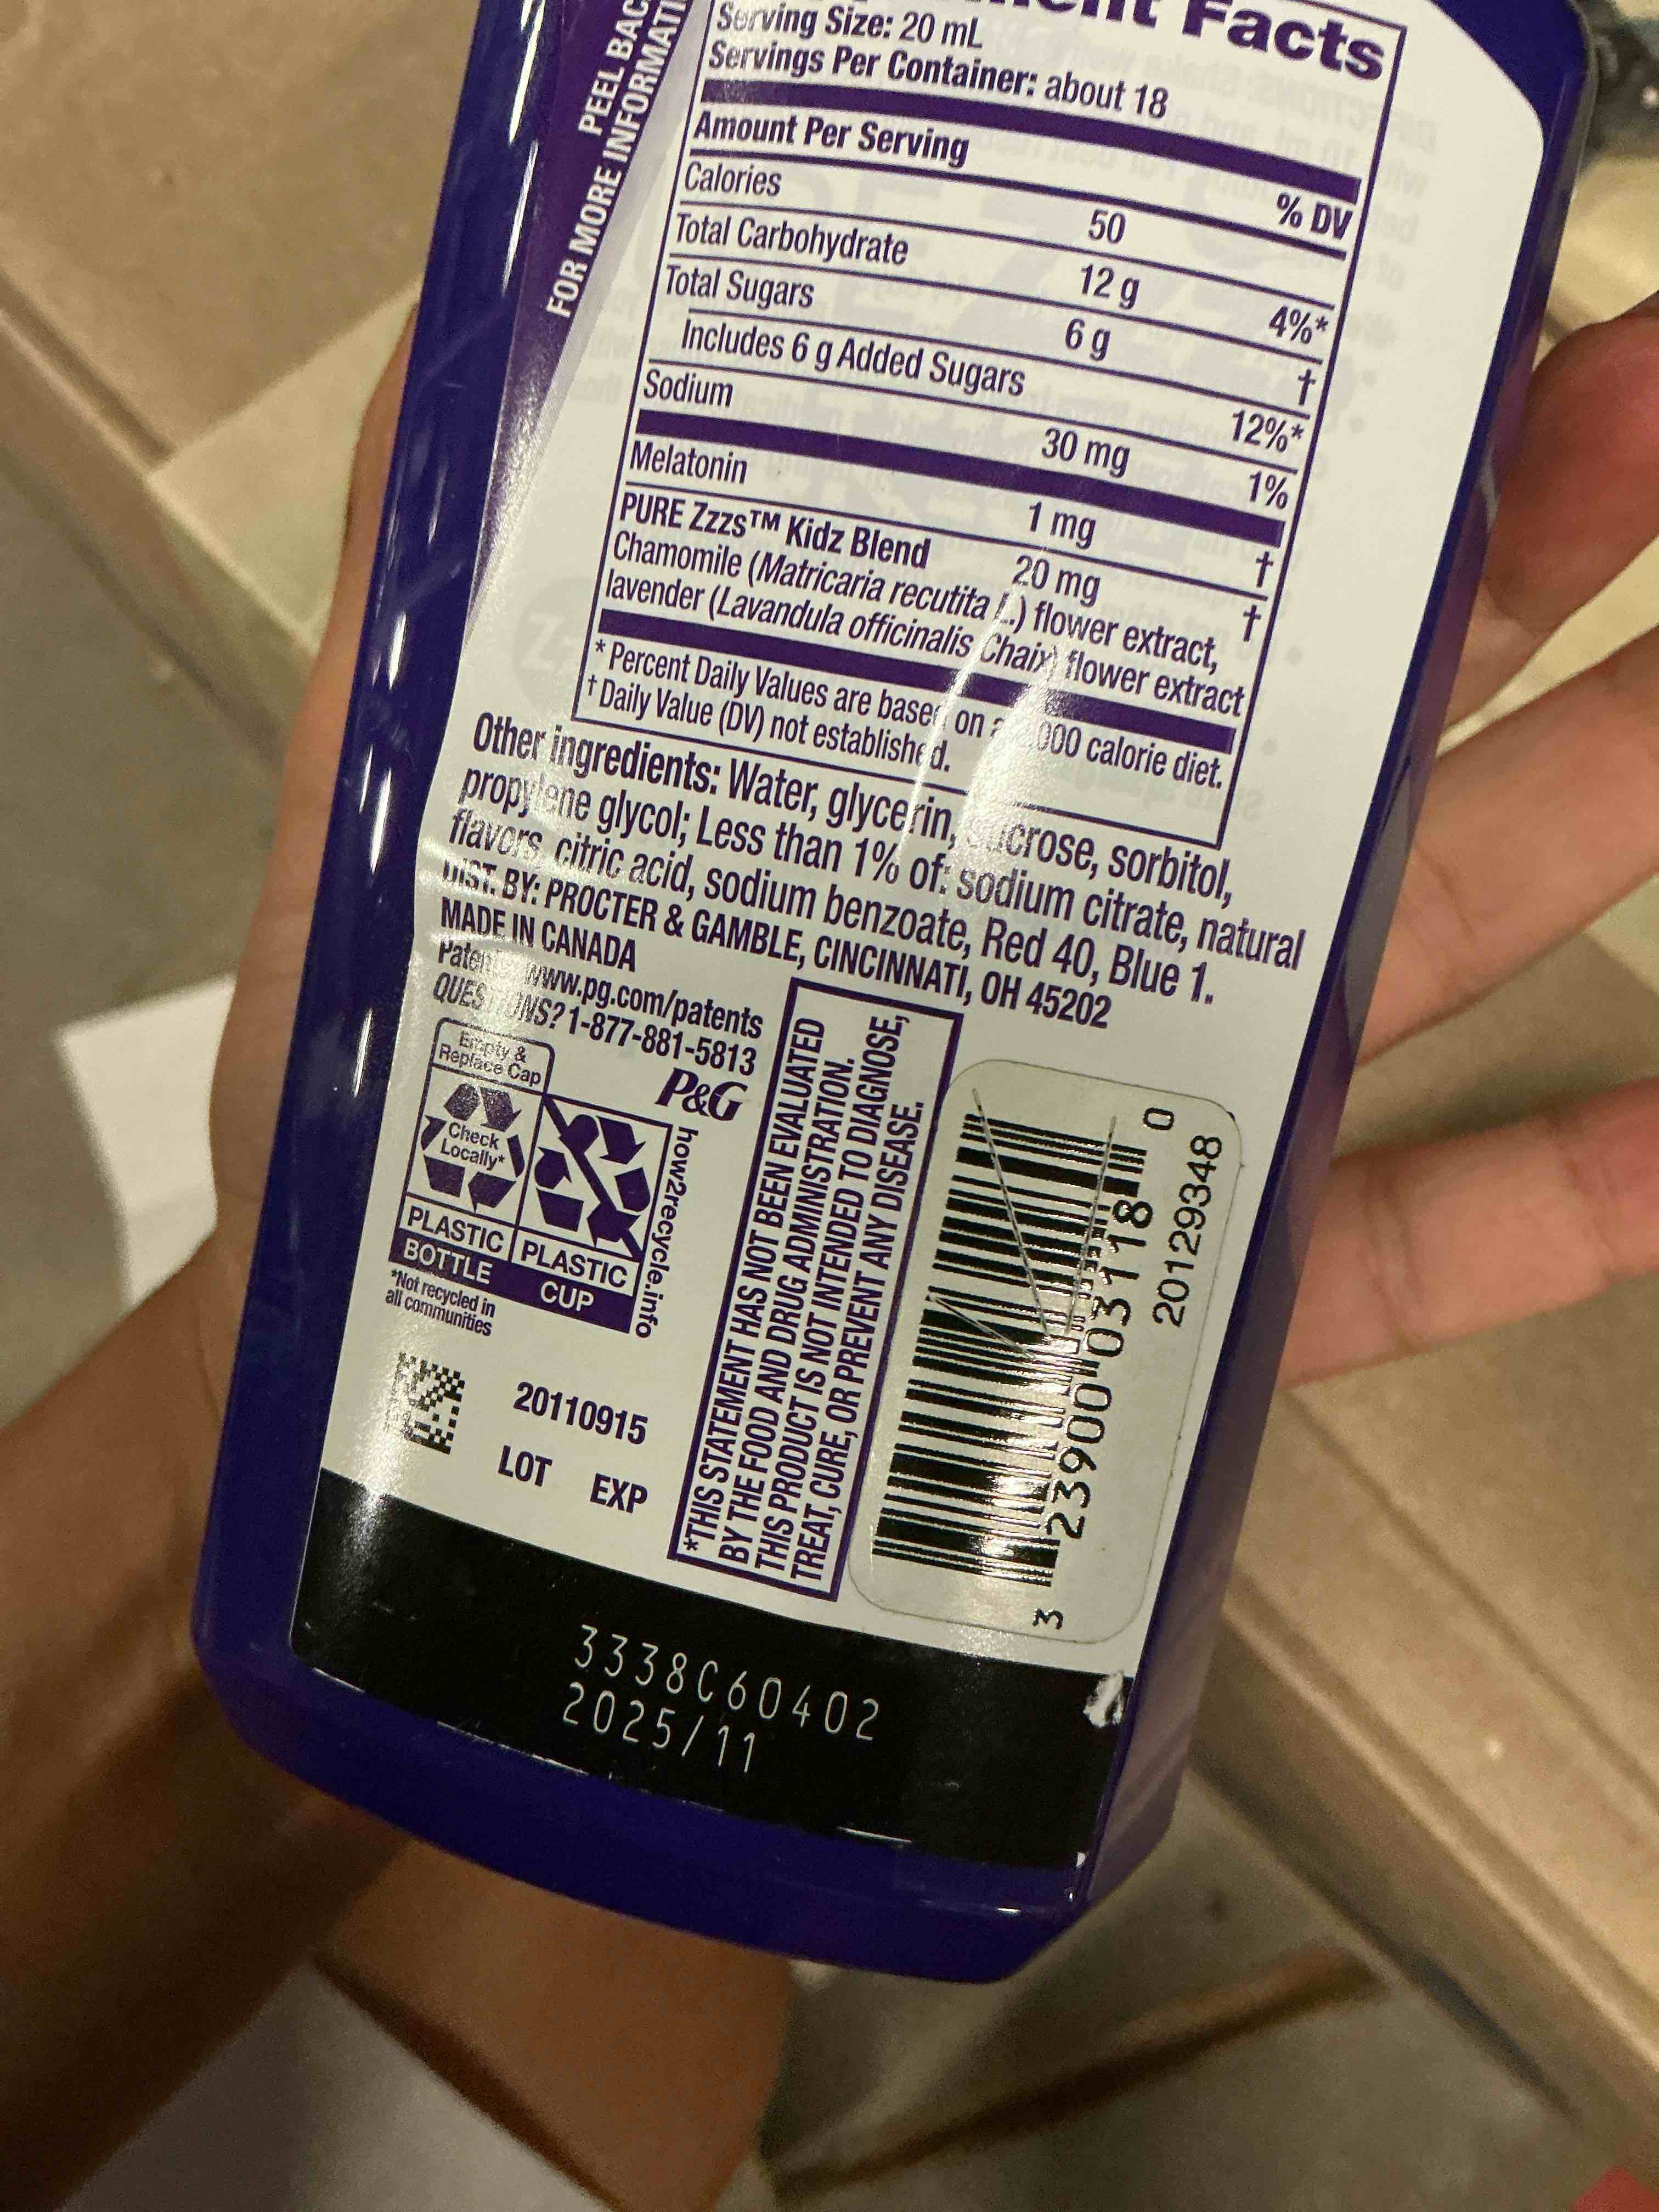 PEEL BAC
FOR MORE INFORMATI
ent Facts
Serving Size: 20 mL
Servings Per Container: about 18
Amount Per Serving % DV
Calories 50
Total Carbohydrate 12 g 4%*
Total Sugars 6 g †
Includes 6 g Added Sugars 12%*
Sodium 30 mg 1%
Melatonin 1 mg †
PURE Zzzs™ Kidz Blend 20 mg †
Chamomile (Matricaria recutita L.) flower extract,
lavender (Lavandula officinalis Chaix) flower extract
* Percent Daily Values are based on a 000 calorie diet.
† Daily Value (DV) not established.
Other ingredients: Water, glycerin, sucrose, sorbitol,
propylene glycol; Less than 1% of: sodium citrate, natural
flavors, citric acid, sodium benzoate, Red 40, Blue 1.
DIST. BY: PROCTER & GAMBLE, CINCINNATI, OH 45202
MADE IN CANADA
www.pg.com/patents
QUESTIONS? 1-877-881-5813
P&G
Empty &
Replace Cap
Check
Locally*
PLASTIC PLASTIC
BOTTLE CUP
*Not recycled in
all communities
how2recycle.info
*THIS STATEMENT HAS NOT BEEN EVALUATED
BY THE FOOD AND DRUG ADMINISTRATION.
THIS PRODUCT IS NOT INTENDED TO DIAGNOSE,
TREAT, CURE, OR PREVENT ANY DISEASE.
3 23900 03118 0
20129348
20110915
LOT EXP
3338C60402
2025/11